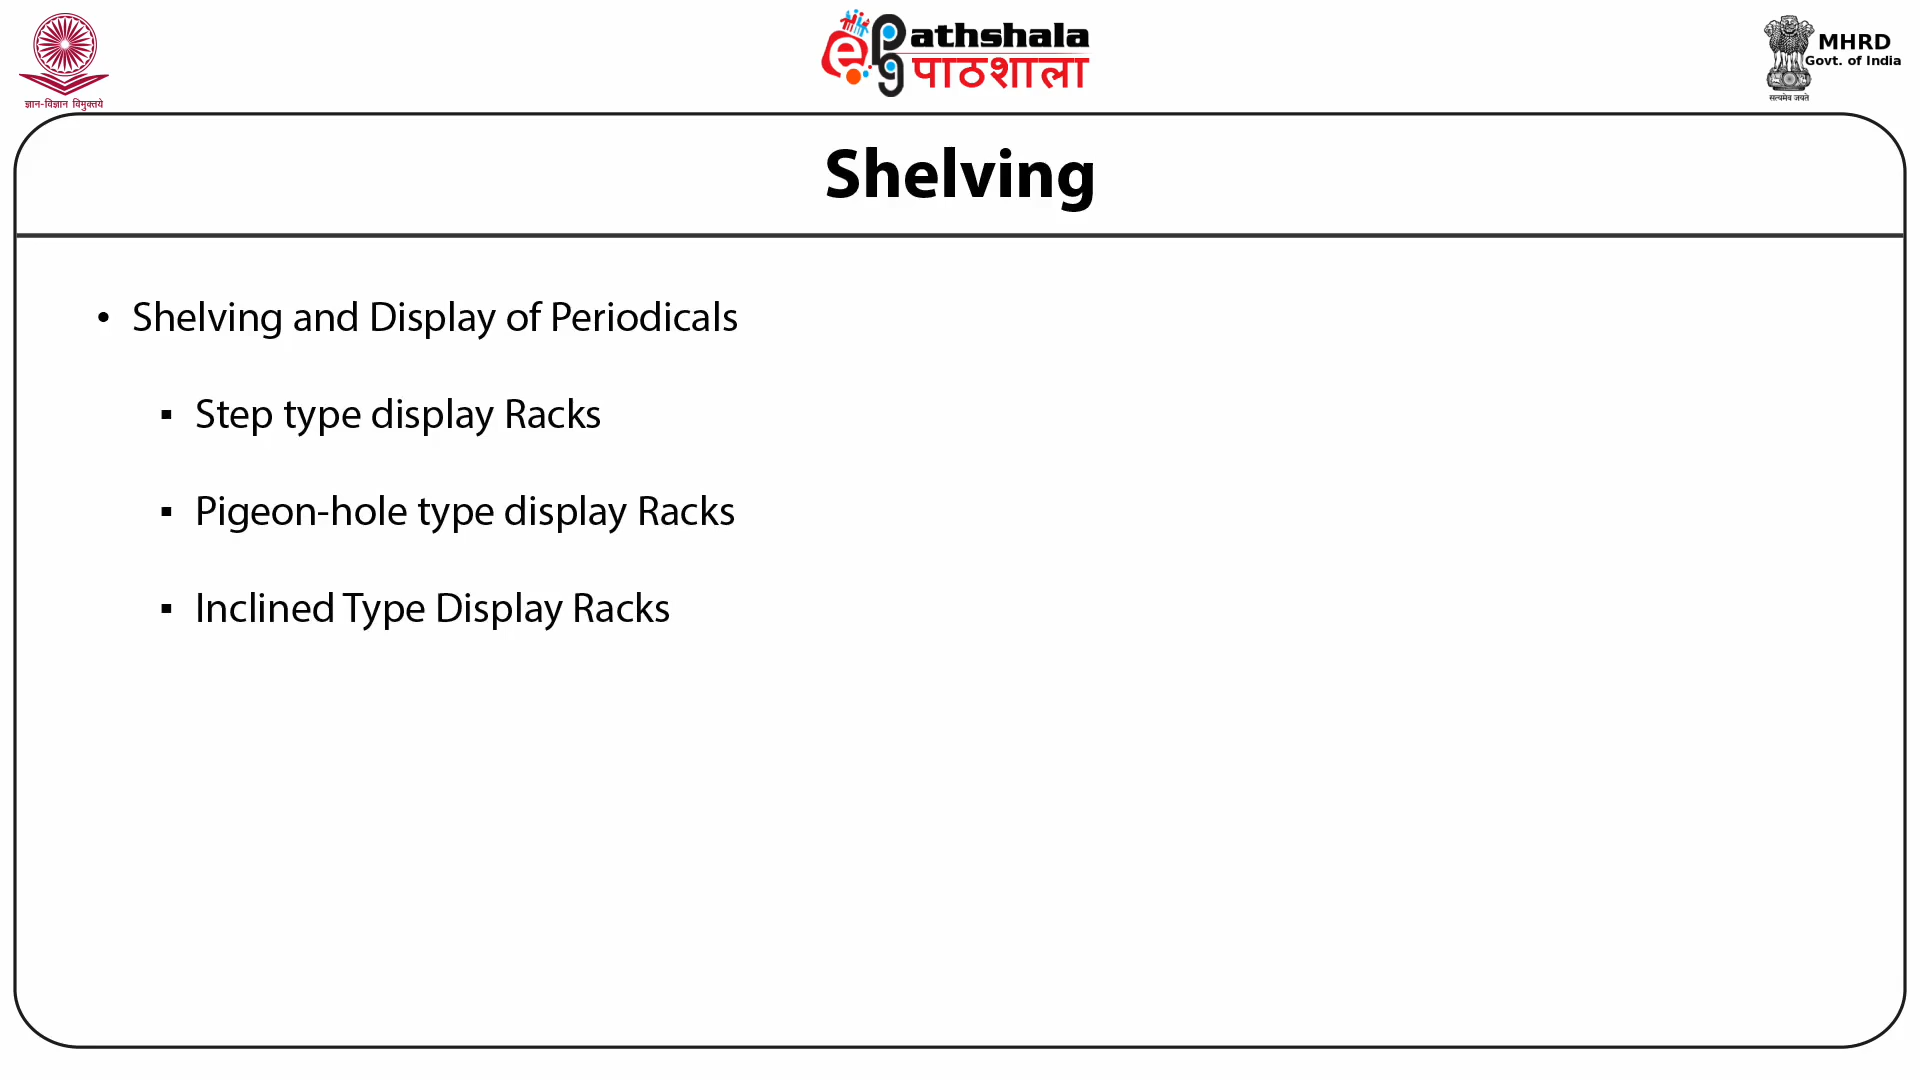 ज्ञान-विज्ञान विमुक्तये
e pg athshala
पाठशाला
MHRD
Govt. of India
सत्यमेव जयते
Shelving
• Shelving and Display of Periodicals
▪ Step type display Racks
▪ Pigeon-hole type display Racks
▪ Inclined Type Display Racks